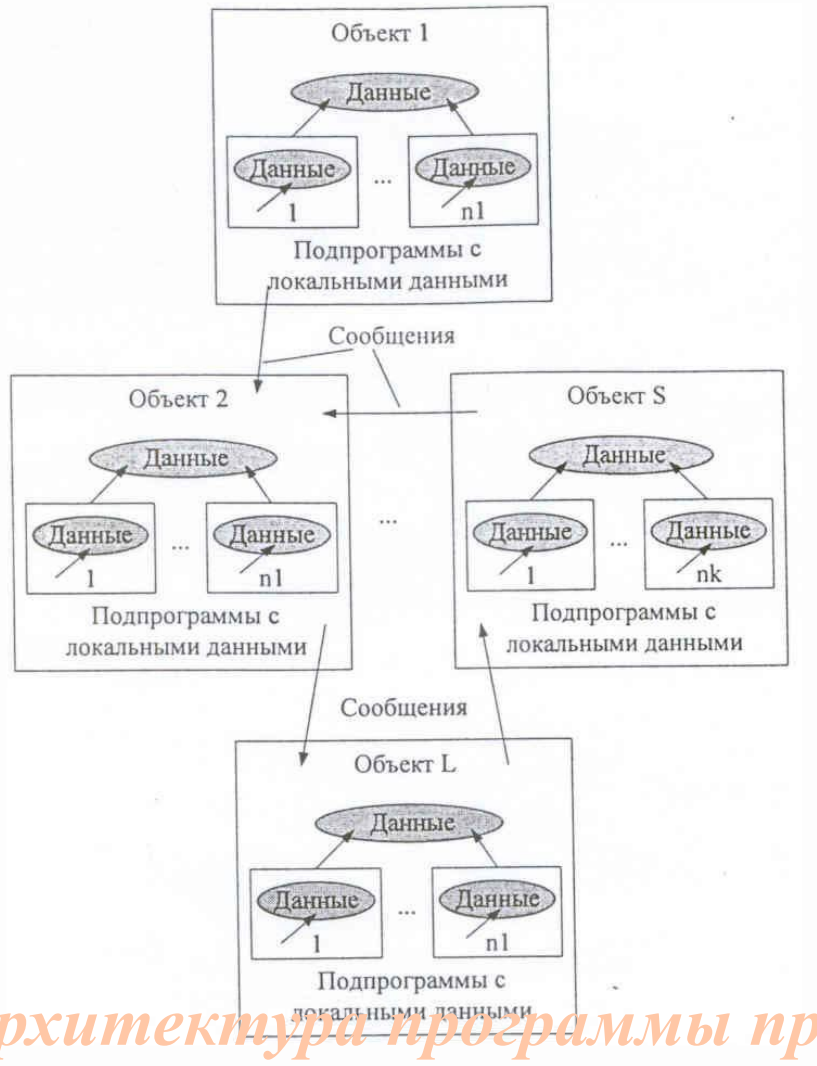 Объект 1
Данные
Данные ... Данные
1 n1
Подпрограммы с
локальными данными
Сообщения
Объект 2
Данные
Данные ... Данные
1 n1
Подпрограммы с
локальными данными
...
Объект S
Данные
Данные ... Данные
1 nk
Подпрограммы с
локальными данными
Сообщения
Объект L
Данные
Данные ... Данные
1 n1
Подпрограммы с
локальными данными
рхитектура программы пр